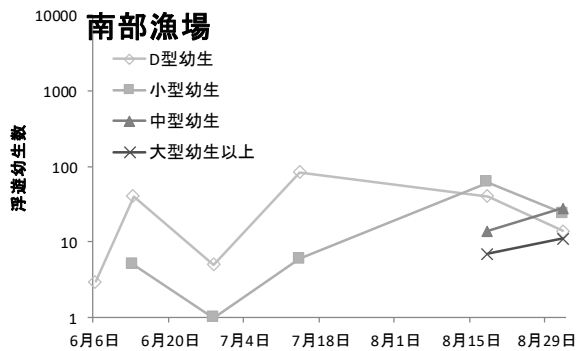 南部漁場
10000
1000
100
10
1
浮遊幼生数
D型幼生
小型幼生
中型幼生
大型幼生以上
6月6日 6月20日 7月4日 7月18日 8月1日 8月15日 8月29日